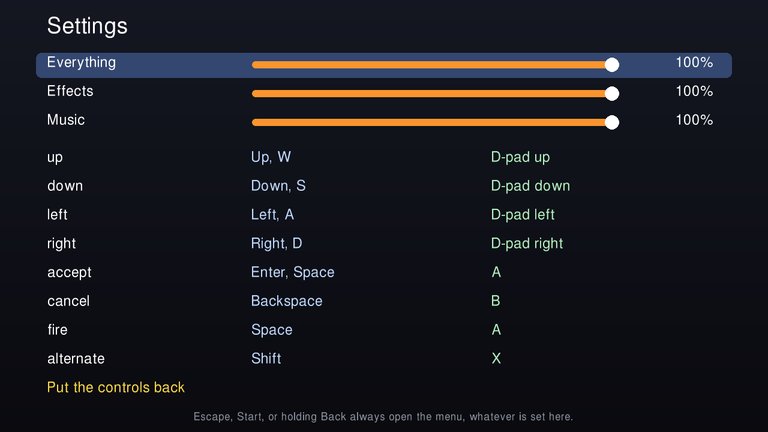 Settings
Everything 100%
Effects 100%
Music 100%
up Up, W D-pad up
down Down, S D-pad down
left Left, A D-pad left
right Right, D D-pad right
accept Enter, Space A
cancel Backspace B
fire Space A
alternate Shift X
Put the controls back
Escape, Start, or holding Back always open the menu, whatever is set here.